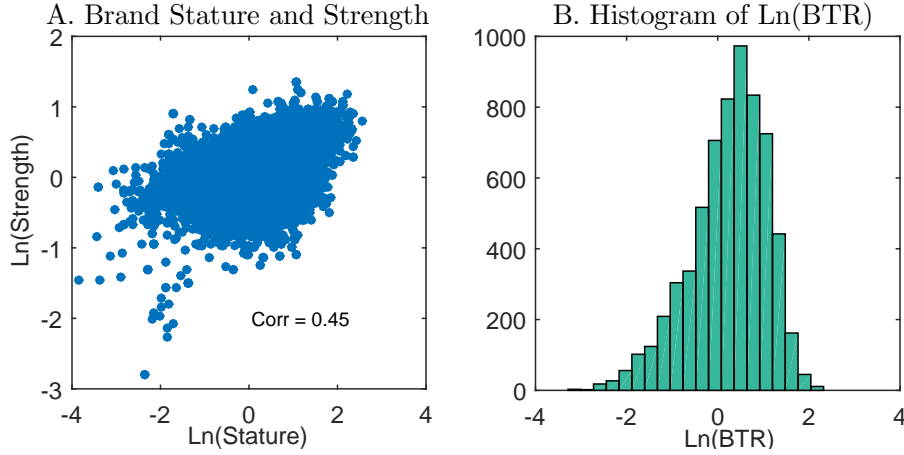 A. Brand Stature and Strength
2
1
0
-1
-2
-3
Ln(Strength)
Corr = 0.45
-4 -2 0 2 4
Ln(Stature)
B. Histogram of Ln(BTR)
1000
800
600
400
200
0
-4 -2 0 2 4
Ln(BTR)